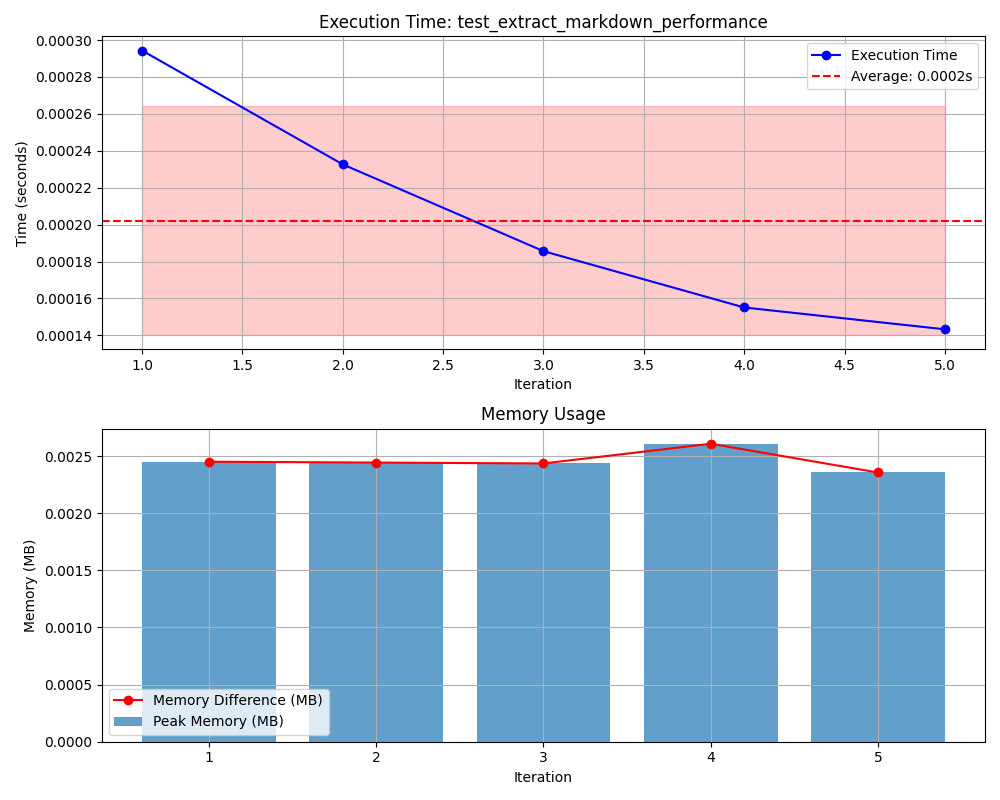 Execution Time: test_extract_markdown_performance
Time (seconds)
0.00030
0.00028
0.00026
0.00024
0.00022
0.00020
0.00018
0.00016
0.00014
Execution Time
Average: 0.0002s
1.0 1.5 2.0 2.5 3.0 3.5 4.0 4.5 5.0
Iteration
Memory Usage
Memory (MB)
0.0025
0.0020
0.0015
0.0010
0.0005
0.0000
Memory Difference (MB)
Peak Memory (MB)
1 2 3 4 5
Iteration